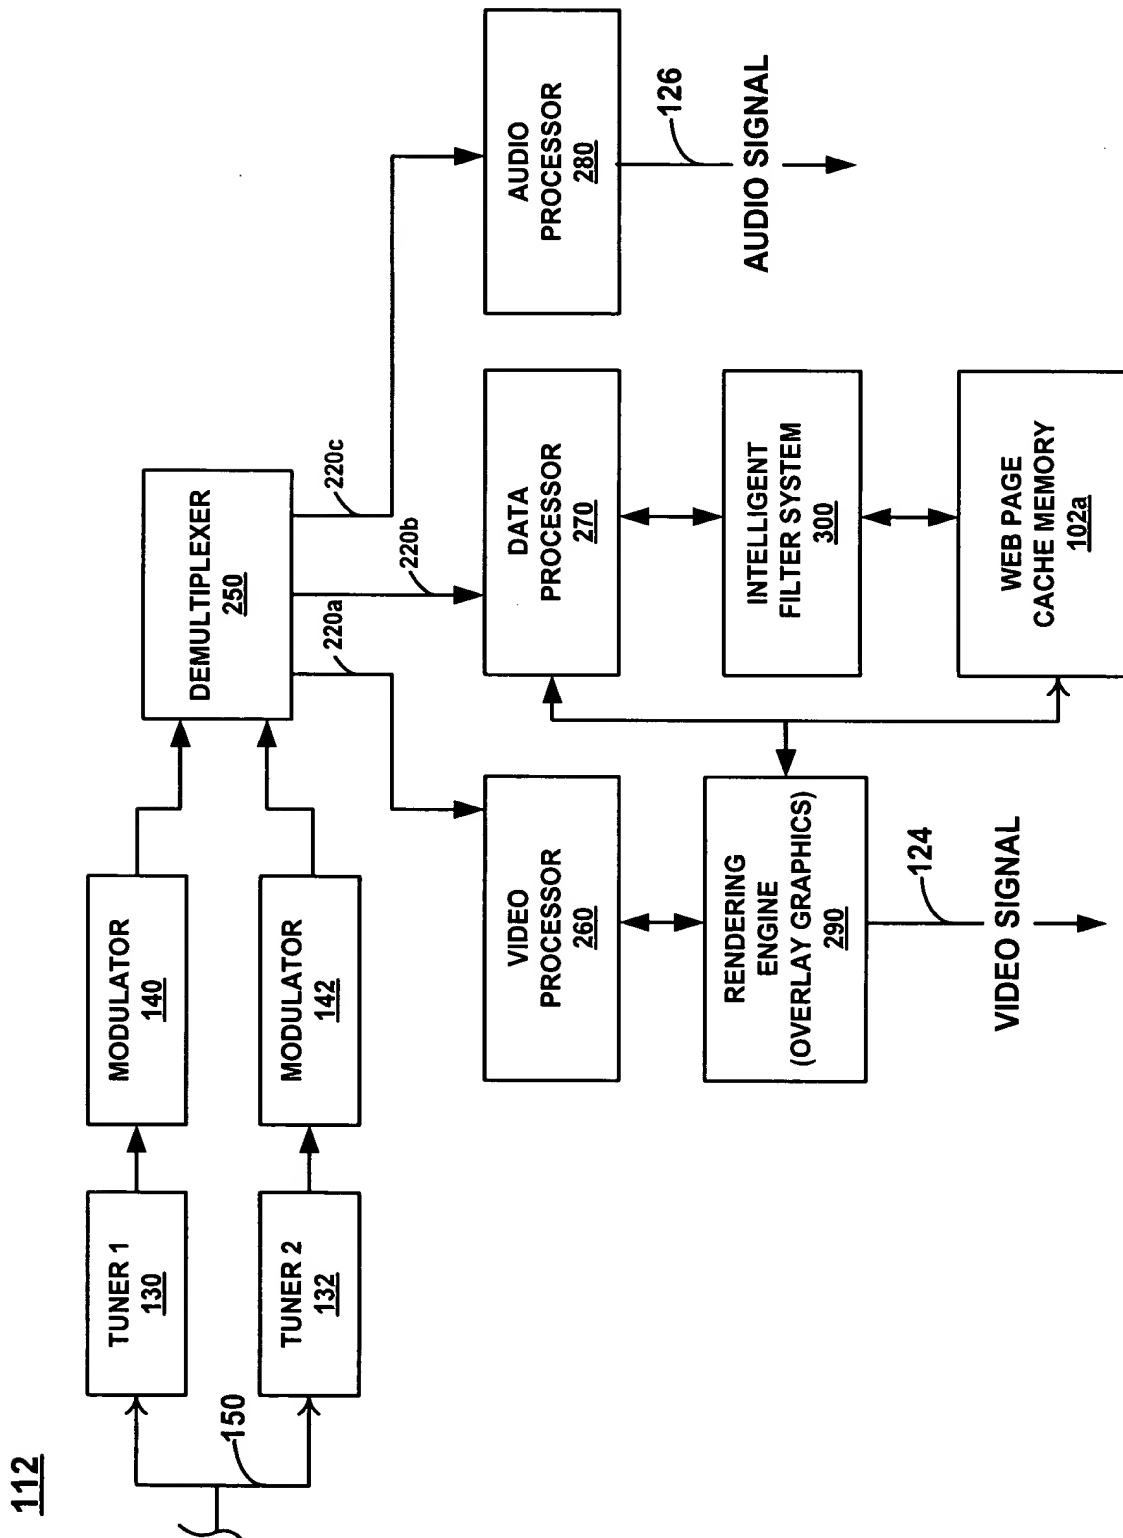 112
150
TUNER 1
130
TUNER 2
132
MODULATOR
140
MODULATOR
142
DEMULTIPLEXER
250
220a
220b
220c
VIDEO
PROCESSOR
260
DATA
PROCESSOR
270
AUDIO
PROCESSOR
280
RENDERING
ENGINE
(OVERLAY GRAPHICS)
290
INTELLIGENT
FILTER SYSTEM
300
126
AUDIO SIGNAL
124
VIDEO SIGNAL
WEB PAGE
CACHE MEMORY
102a